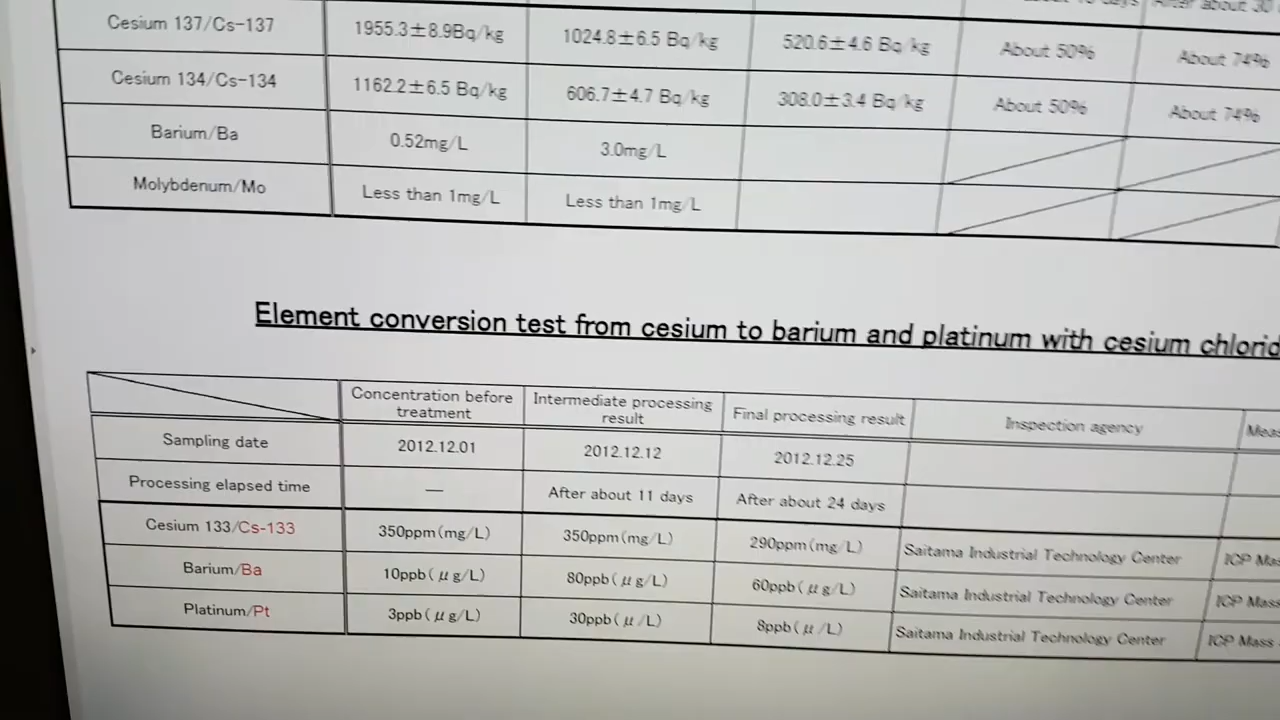 Cesium 137/Cs-137 1955.3±8.9Bq/kg 1024.8±6.5 Bq/kg 520.6±4.6 Bq/kg About 50% About 74%
Cesium 134/Cs-134 1162.2±6.5 Bq/kg 606.7±4.7 Bq/kg 308.0±3.4 Bq/kg About 50% About 74%
Barium/Ba 0.52mg/L 3.0mg/L
Molybdenum/Mo Less than 1mg/L Less than 1mg/L
Element conversion test from cesium to barium and platinum with cesium chlorid
Concentration before treatment Intermediate processing result Final processing result Inspection agency Meas
Sampling date 2012.12.01 2012.12.12 2012.12.25
Processing elapsed time — After about 11 days After about 24 days
Cesium 133/Cs-133 350ppm(mg/L) 350ppm(mg/L) 290ppm(mg/L) Saitama Industrial Technology Center ICP Mas
Barium/Ba 10ppb(μg/L) 80ppb(μg/L) 60ppb(μg/L) Saitama Industrial Technology Center ICP Mass
Platinum/Pt 3ppb(μg/L) 30ppb(μ/L) 8ppb(μ/L) Saitama Industrial Technology Center ICP Mass